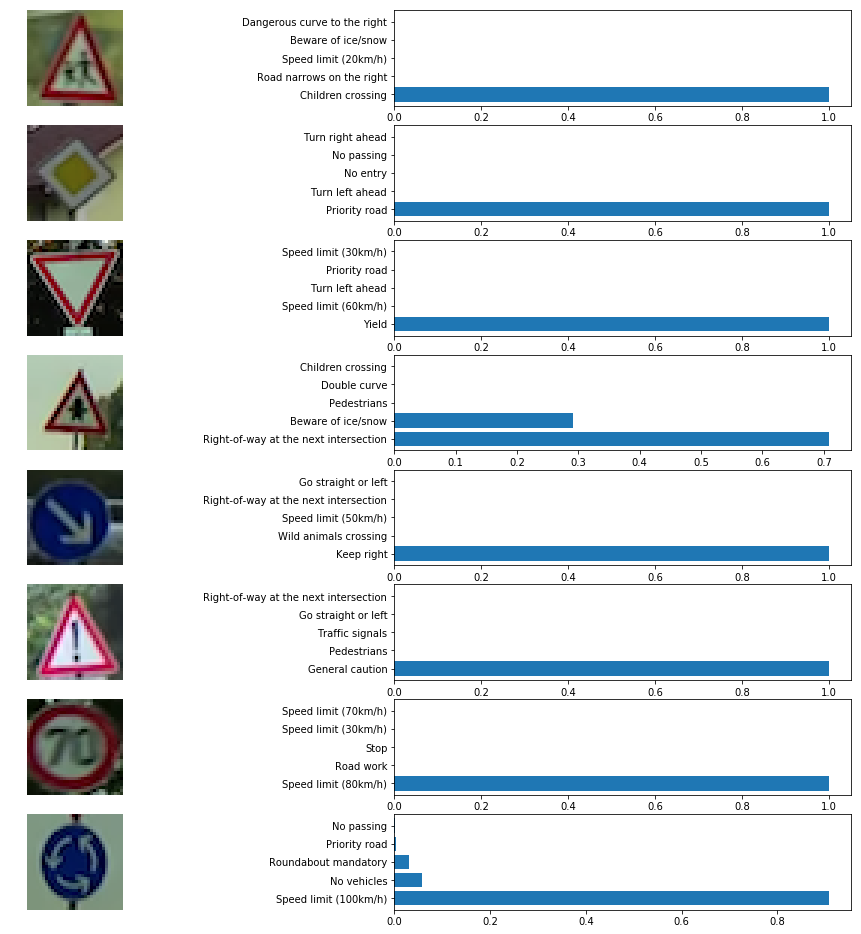 Dangerous curve to the right
Beware of ice/snow
Speed limit (20km/h)
Road narrows on the right
Children crossing
0.0 0.2 0.4 0.6 0.8 1.0
Turn right ahead
No passing
No entry
Turn left ahead
Priority road
0.0 0.2 0.4 0.6 0.8 1.0
Speed limit (30km/h)
Priority road
Turn left ahead
Speed limit (60km/h)
Yield
0.0 0.2 0.4 0.6 0.8 1.0
Children crossing
Double curve
Pedestrians
Beware of ice/snow
Right-of-way at the next intersection
0.0 0.1 0.2 0.3 0.4 0.5 0.6 0.7
Go straight or left
Right-of-way at the next intersection
Speed limit (50km/h)
Wild animals crossing
Keep right
0.0 0.2 0.4 0.6 0.8 1.0
!
Right-of-way at the next intersection
Go straight or left
Traffic signals
Pedestrians
General caution
0.0 0.2 0.4 0.6 0.8 1.0
70
Speed limit (70km/h)
Speed limit (30km/h)
Stop
Road work
Speed limit (80km/h)
0.0 0.2 0.4 0.6 0.8 1.0
No passing
Priority road
Roundabout mandatory
No vehicles
Speed limit (100km/h)
0.0 0.2 0.4 0.6 0.8